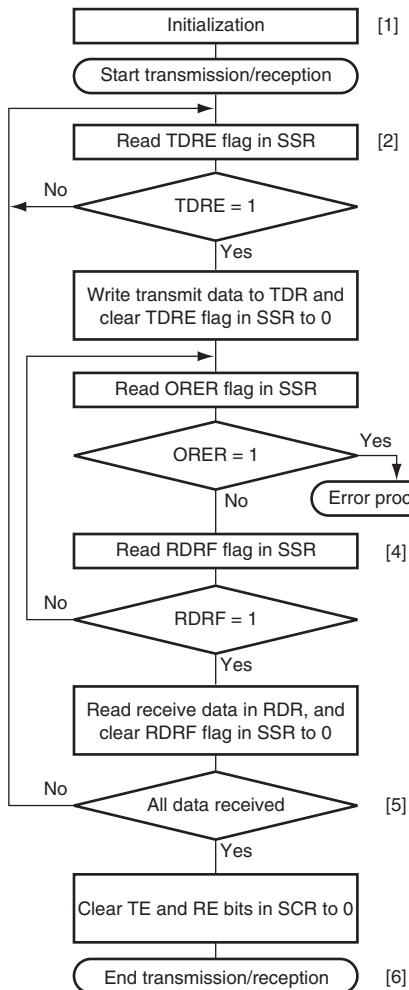 Initialization [1]
Start transmission/reception
Read TDRE flag in SSR [2]
No
TDRE = 1
Yes
Write transmit data to TDR and
clear TDRE flag in SSR to 0
Read ORER flag in SSR
Yes
ORER = 1
No
Error proc
Read RDRF flag in SSR [4]
No
RDRF = 1
Yes
Read receive data in RDR, and
clear RDRF flag in SSR to 0
No
All data received [5]
Yes
Clear TE and RE bits in SCR to 0
End transmission/reception [6]